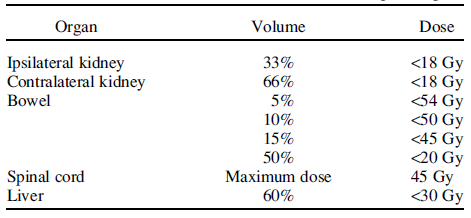 Organ Volume Dose
Ipsilateral kidney 33% <18 Gy
Contralateral kidney 66% <18 Gy
Bowel 5% <54 Gy
10% <50 Gy
15% <45 Gy
50% <20 Gy
Spinal cord Maximum dose 45 Gy
Liver 60% <30 Gy